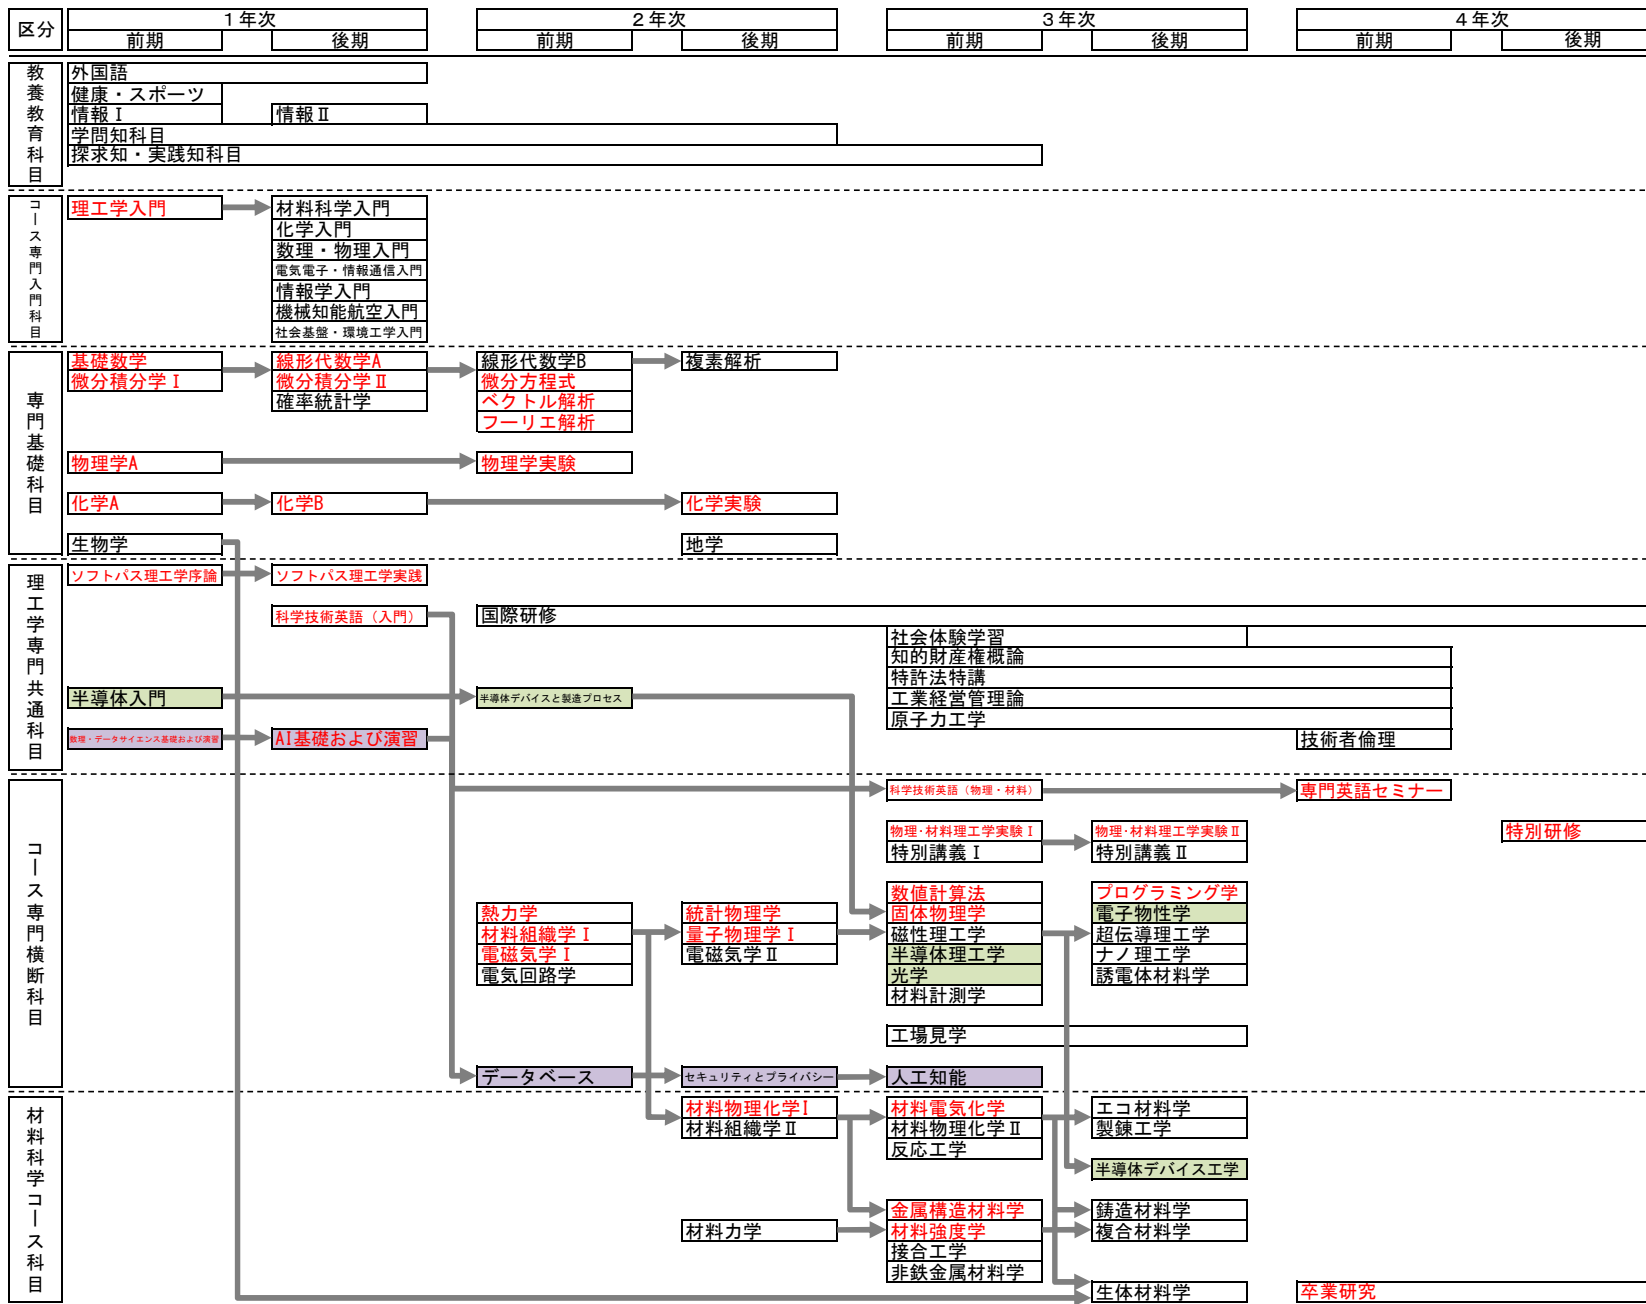 区分
1年次
2年次
3年次
4年次
前期
後期
前期
後期
前期
後期
前期
後期
教養教育科目
外国語
健康・スポーツ
情報Ⅰ
情報Ⅱ
学問知科目
探求知・実践知科目
コース専門入門科目
理工学入門
材料科学入門
化学入門
数理・物理入門
電気電子・情報通信入門
情報学入門
機械知能航空入門
社会基盤・環境工学入門
専門基礎科目
基礎数学
線形代数学A
線形代数学B
複素解析
微分積分学Ⅰ
微分積分学Ⅱ
微分方程式
確率統計学
ベクトル解析
フーリエ解析
物理学A
物理学実験
化学A
化学B
化学実験
生物学
地学
理工学専門共通科目
ソフトパス理工学序論
ソフトパス理工学実践
科学技術英語（入門）
国際研修
社会体験学習
知的財産権概論
特許法特講
半導体入門
半導体デバイスと製造プロセス
工業経営管理論
原子力工学
数理・データサイエンス基礎および演習
AI基礎および演習
技術者倫理
コース専門横断科目
科学技術英語（物理・材料）
専門英語セミナー
物理・材料理工学実験Ⅰ
物理・材料理工学実験Ⅱ
特別研修
特別講義Ⅰ
特別講義Ⅱ
数値計算法
プログラミング学
熱力学
統計物理学
固体物理学
電子物性学
材料組織学Ⅰ
量子物理学Ⅰ
磁性理工学
超伝導理工学
電磁気学Ⅰ
電磁気学Ⅱ
半導体理工学
ナノ理工学
電気回路学
光学
誘電体材料学
材料計測学
工場見学
データベース
セキュリティとプライバシー
人工知能
材料科学コース科目
材料物理化学Ⅰ
材料電気化学
エコ材料学
材料組織学Ⅱ
材料物理化学Ⅱ
製錬工学
反応工学
半導体デバイス工学
金属構造材料学
鋳造材料学
材料力学
材料強度学
複合材料学
接合工学
非鉄金属材料学
生体材料学
卒業研究